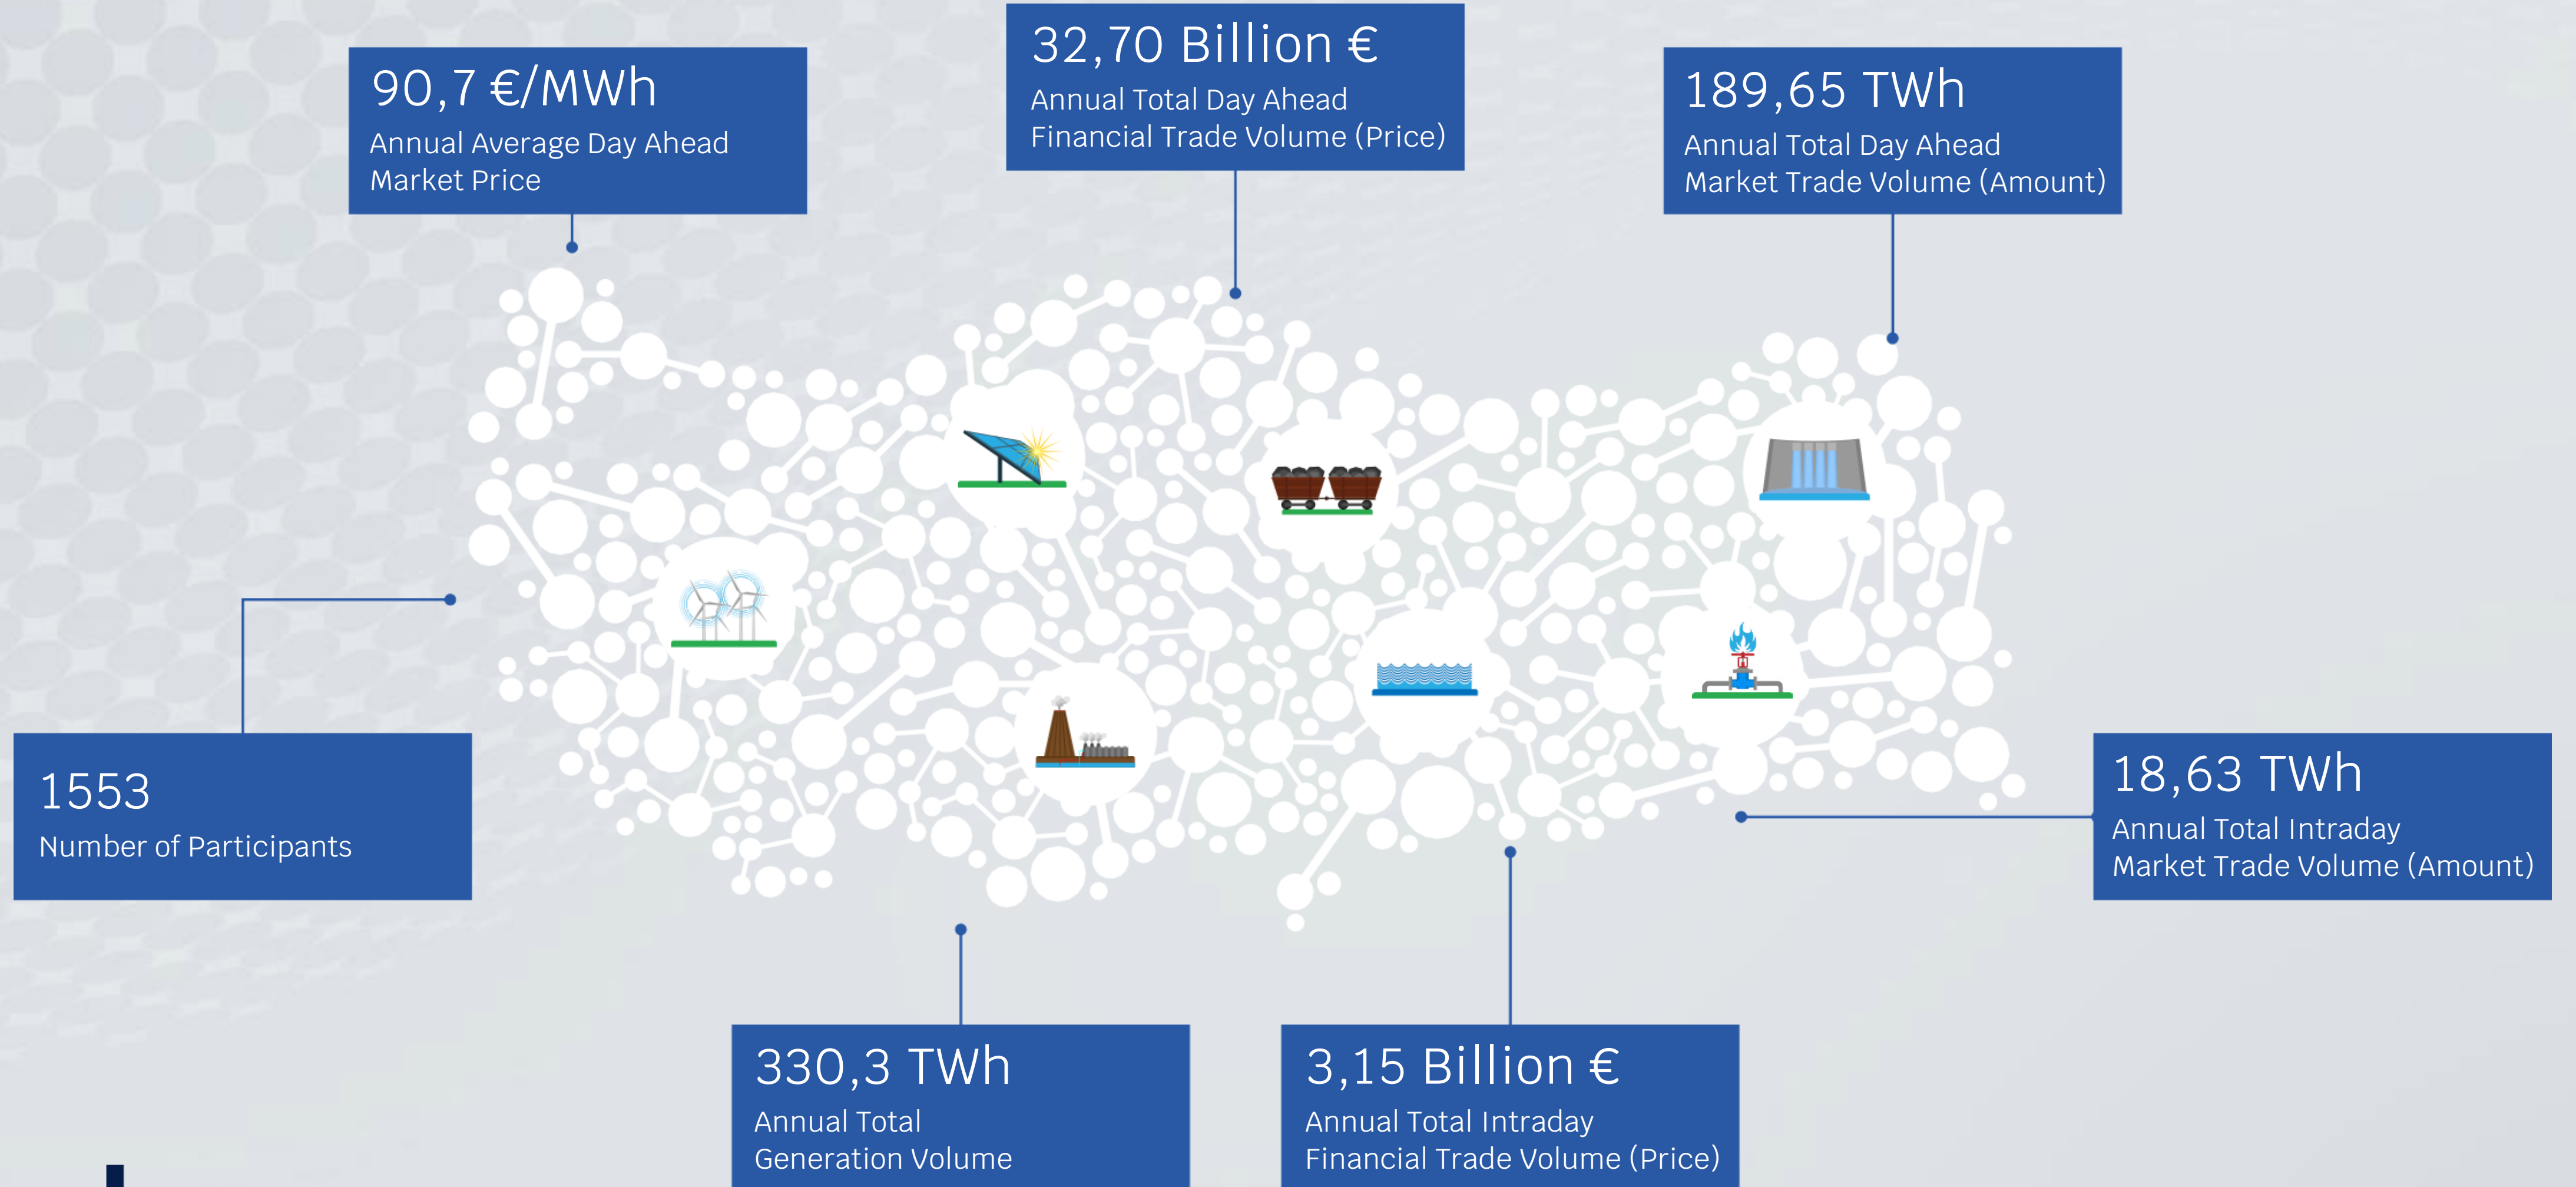 32,70 Billion €
Annual Total Day Ahead
Financial Trade Volume (Price)
90,7 €/MWh
Annual Average Day Ahead
Market Price
189,65 TWh
Annual Total Day Ahead
Market Trade Volume (Amount)
1553
Number of Participants
18,63 TWh
Annual Total Intraday
Market Trade Volume (Amount)
330,3 TWh
Annual Total
Generation Volume
3,15 Billion €
Annual Total Intraday
Financial Trade Volume (Price)